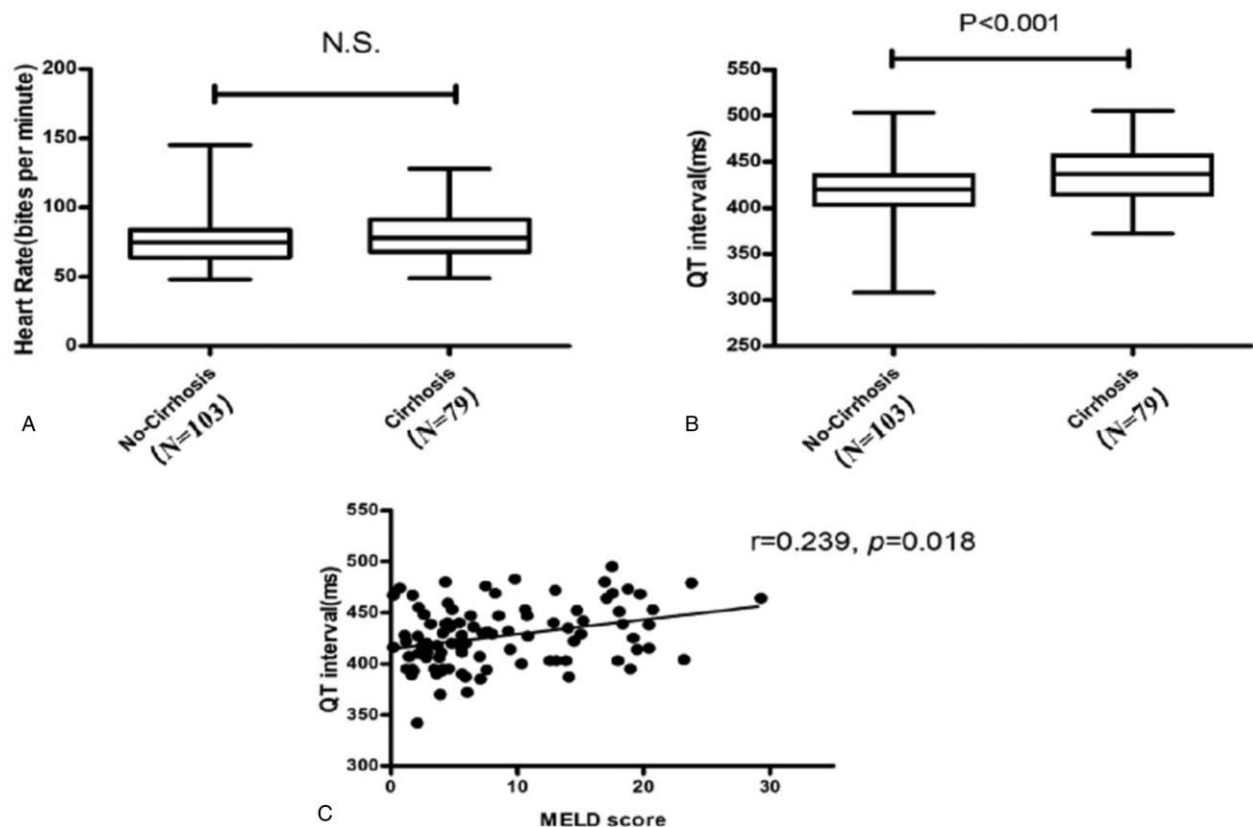 N.S.
Heart Rate(bites per minute)
200
150
100
50
0
No-Cirrhosis
(N=103)
Cirrhosis
(N=79)
A
P<0.001
QT interval(ms)
550
500
450
400
350
300
250
No-Cirrhosis
(N=103)
Cirrhosis
(N=79)
B
r=0.239, p=0.018
QT interval(ms)
550
500
450
400
350
300
0 10 20 30
MELD score
C